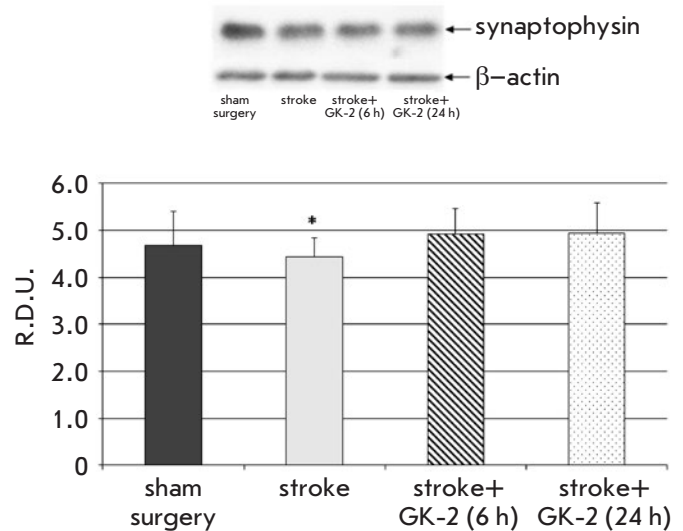 synaptophysin
β–actin
sham
surgery
stroke
stroke+
GK-2 (6 h)
stroke+
GK-2 (24 h)
6.0
5.0
4.0
3.0
2.0
1.0
0
R.D.U.
*
sham
surgery
stroke
stroke+
GK-2 (6 h)
stroke+
GK-2 (24 h)